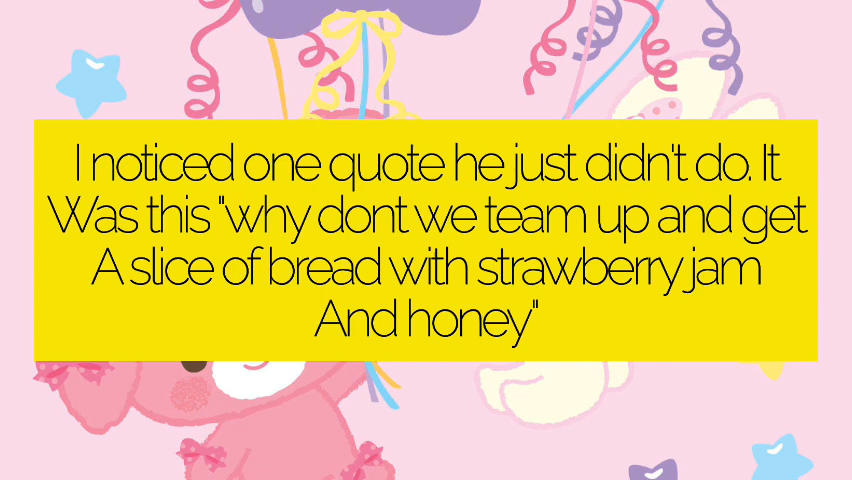 I noticed one quote he just didn't do. It
Was this "why dont we team up and get
A slice of bread with strawberry jam
And honey"